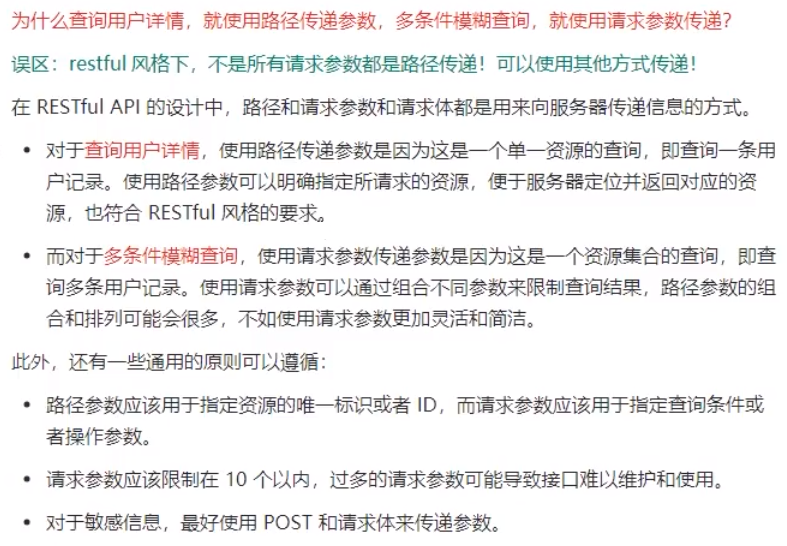 为什么查询用户详情，就使用路径传递参数，多条件模糊查询，就使用请求参数传递？
误区：restful 风格下，不是所有请求参数都是路径传递！可以使用其他方式传递！
在 RESTful API 的设计中，路径和请求参数和请求体都是用来向服务器传递信息的方式。
• 对于查询用户详情，使用路径传递参数是因为这是一个单一资源的查询，即查询一条用
户记录。使用路径参数可以明确指定所请求的资源，便于服务器定位并返回对应的资
源，也符合 RESTful 风格的要求。
• 而对于多条件模糊查询，使用请求参数传递参数是因为这是一个资源集合的查询，即查
询多条用户记录。使用请求参数可以通过组合不同参数来限制查询结果，路径参数的组
合和排列可能会很多，不如使用请求参数更加灵活和简洁。
此外，还有一些通用的原则可以遵循：
• 路径参数应该用于指定资源的唯一标识或者 ID，而请求参数应该用于指定查询条件或
者操作参数。
• 请求参数应该限制在 10 个以内，过多的请求参数可能导致接口难以维护和使用。
• 对于敏感信息，最好使用 POST 和请求体来传递参数。